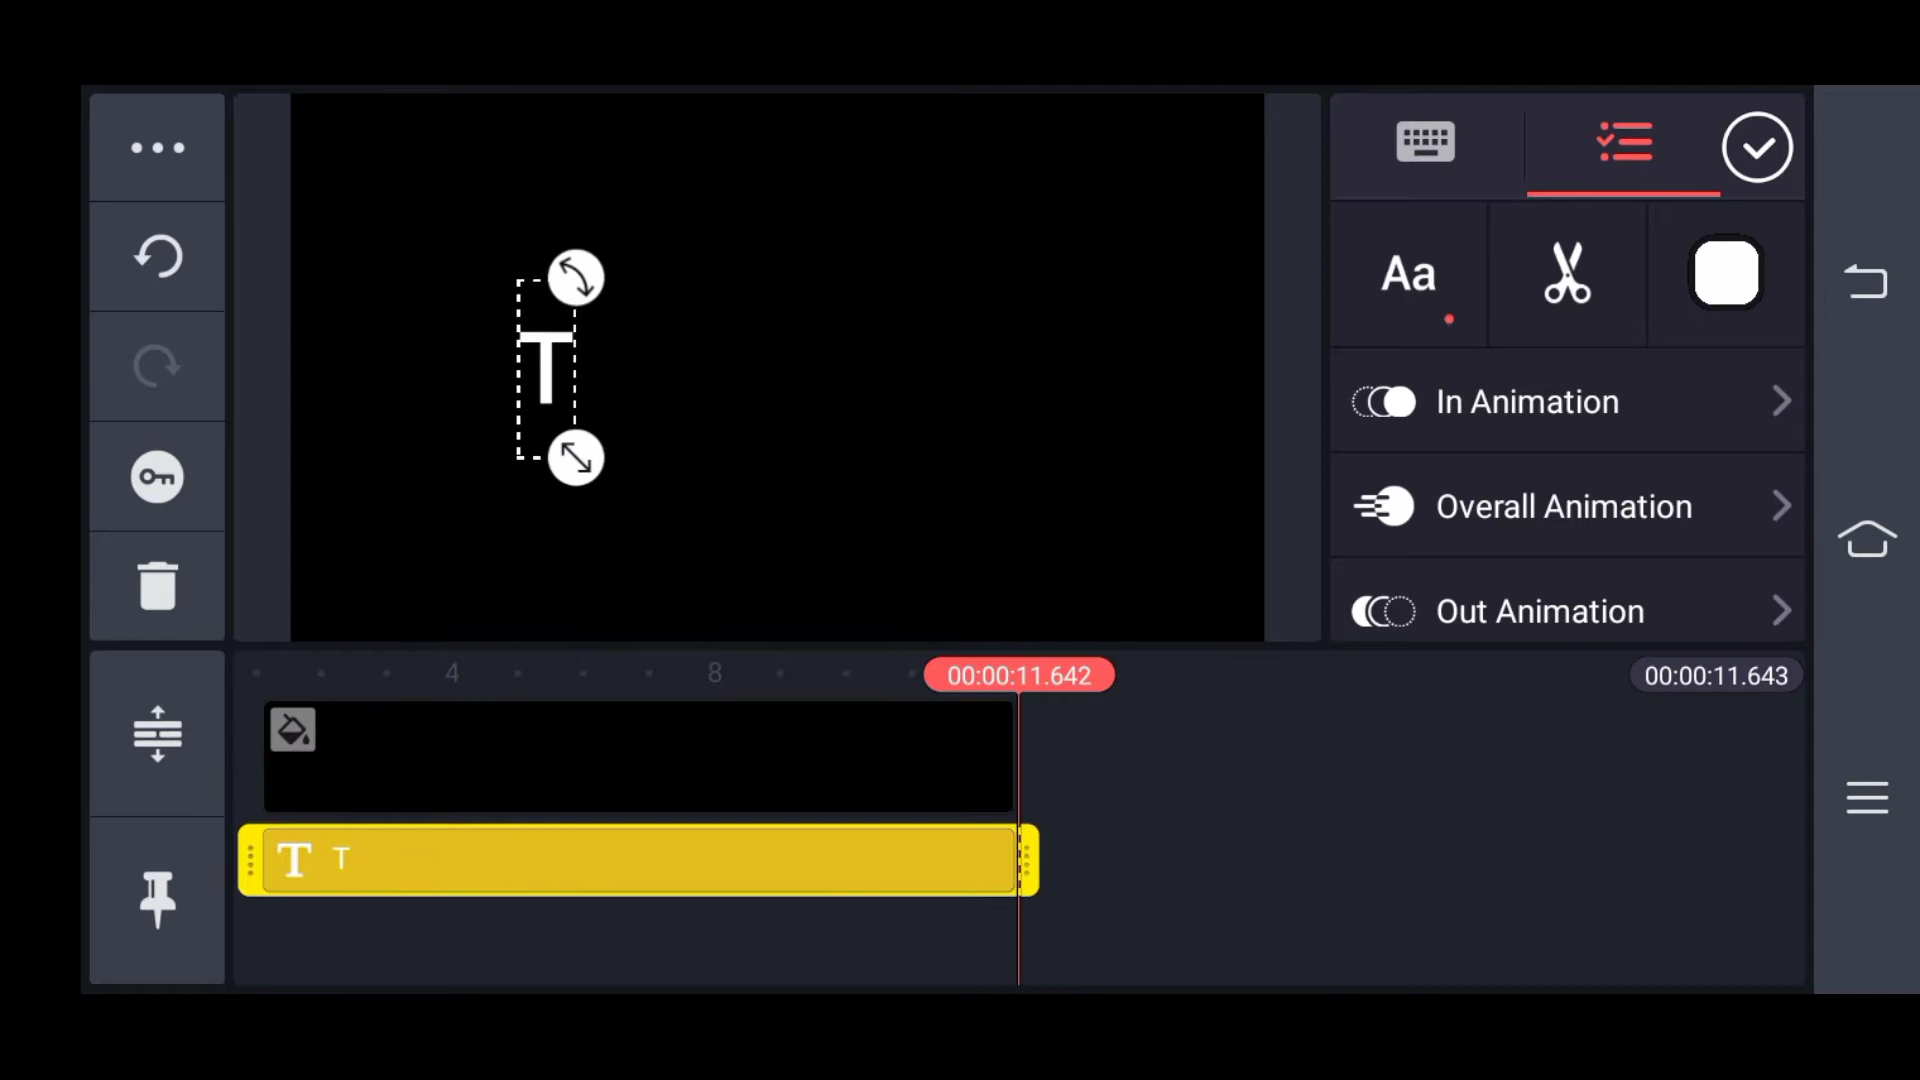 T
Aa
In Animation
Overall Animation
Out Animation
4
8
00:00:11.642
00:00:11.643
T T